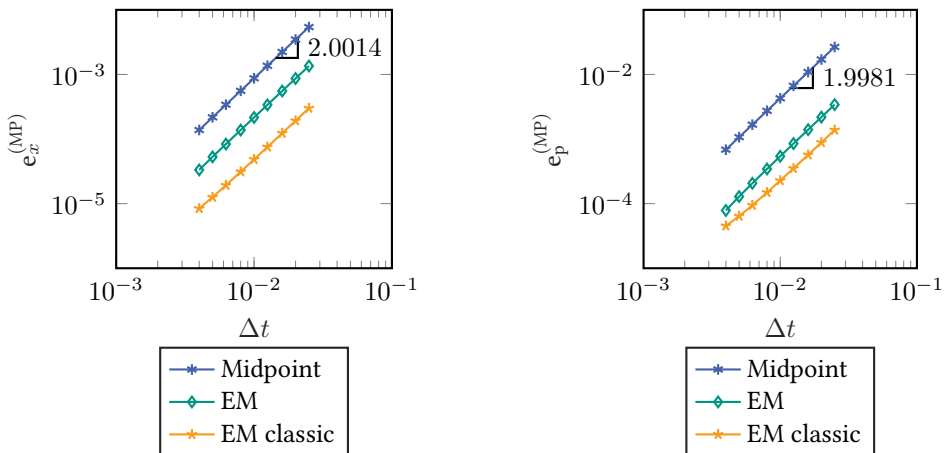 10⁻³
10⁻⁵
e_x^(MP)
2.0014
10⁻³ 10⁻² 10⁻¹
Δt
Midpoint
EM
EM classic
10⁻²
10⁻⁴
e_p^(MP)
1.9981
10⁻³ 10⁻² 10⁻¹
Δt
Midpoint
EM
EM classic